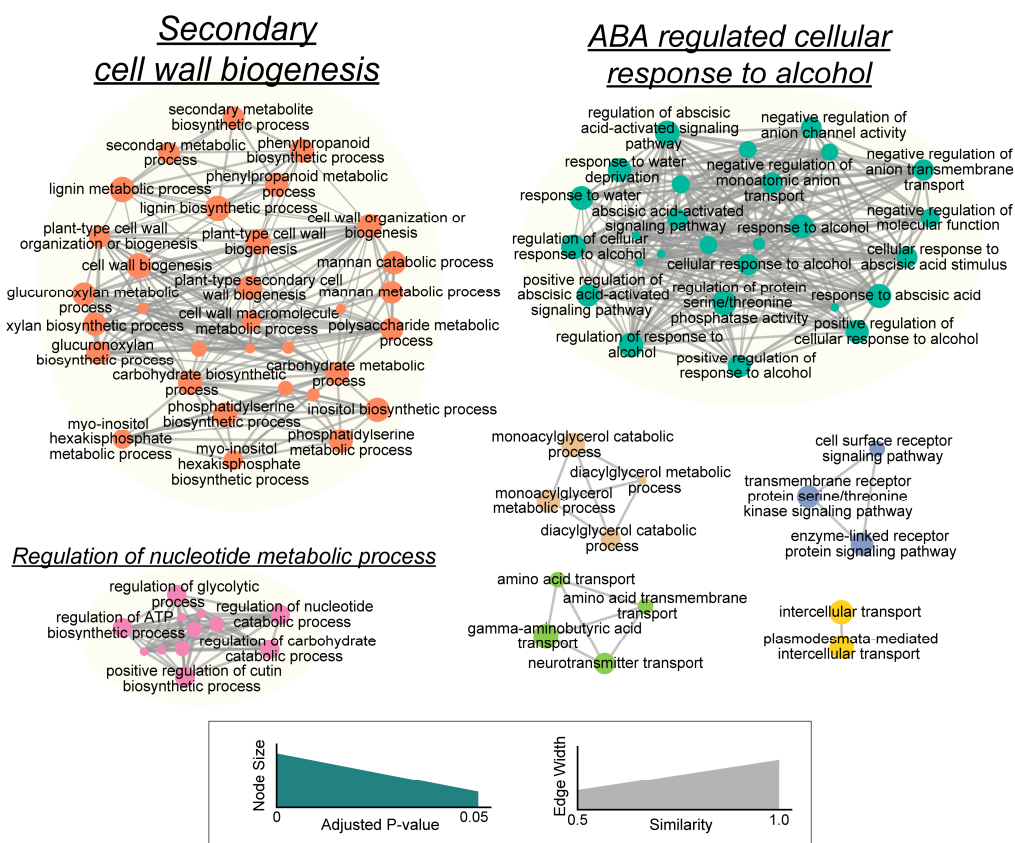 Secondary
cell wall biogenesis
secondary metabolite
biosynthetic process
secondary metabolic
process
phenylpropanoid
biosynthetic process
lignin metabolic process
phenylpropanoid metabolic
process
lignin biosynthetic process
cell wall organization or
biogenesis
plant-type cell wall
organization or biogenesis
plant-type cell wall
biogenesis
cell wall biogenesis
mannan catabolic process
plant-type secondary cell
wall biogenesis
glucuronoxylan metabolic
process
mannan metabolic process
cell wall macromolecule
metabolic process
xylan biosynthetic process
polysaccharide metabolic
process
glucuronoxylan
biosynthetic process
carbohydrate biosynthetic
process
carbohydrate metabolic
process
phosphatidylserine
biosynthetic process
inositol biosynthetic process
myo-inositol
hexakisphosphate
metabolic process
myo-inositol
hexakisphosphate
biosynthetic process
phosphatidylserine
metabolic process
ABA regulated cellular
response to alcohol
regulation of abscisic
acid-activated signaling
pathway
negative regulation of
anion channel activity
response to water
deprivation
negative regulation of
monoatomic anion
transport
negative regulation of
anion transmembrane
transport
response to water
abscisic acid-activated
signaling pathway
response to alcohol
negative regulation of
molecular function
regulation of cellular
response to alcohol
cellular response to alcohol
cellular response to
abscisic acid stimulus
positive regulation of
abscisic acid-activated
signaling pathway
regulation of protein
serine/threonine
phosphatase activity
response to abscisic acid
regulation of response to
alcohol
positive regulation of
cellular response to alcohol
positive regulation of
response to alcohol
monoacylglycerol catabolic
process
diacylglycerol metabolic
process
monoacylglycerol
metabolic process
diacylglycerol catabolic
process
cell surface receptor
signaling pathway
transmembrane receptor
protein serine/threonine
kinase signaling pathway
enzyme-linked receptor
protein signaling pathway
Regulation of nucleotide metabolic process
regulation of glycolytic
process
regulation of ATP
biosynthetic process
regulation of nucleotide
catabolic process
regulation of carbohydrate
catabolic process
positive regulation of cutin
biosynthetic process
amino acid transport
amino acid transmembrane
transport
gamma-aminobutyric acid
transport
neurotransmitter transport
intercellular transport
plasmodesmata-mediated
intercellular transport
Node Size
0
0.05
Adjusted P-value
Edge Width
0.5
1.0
Similarity